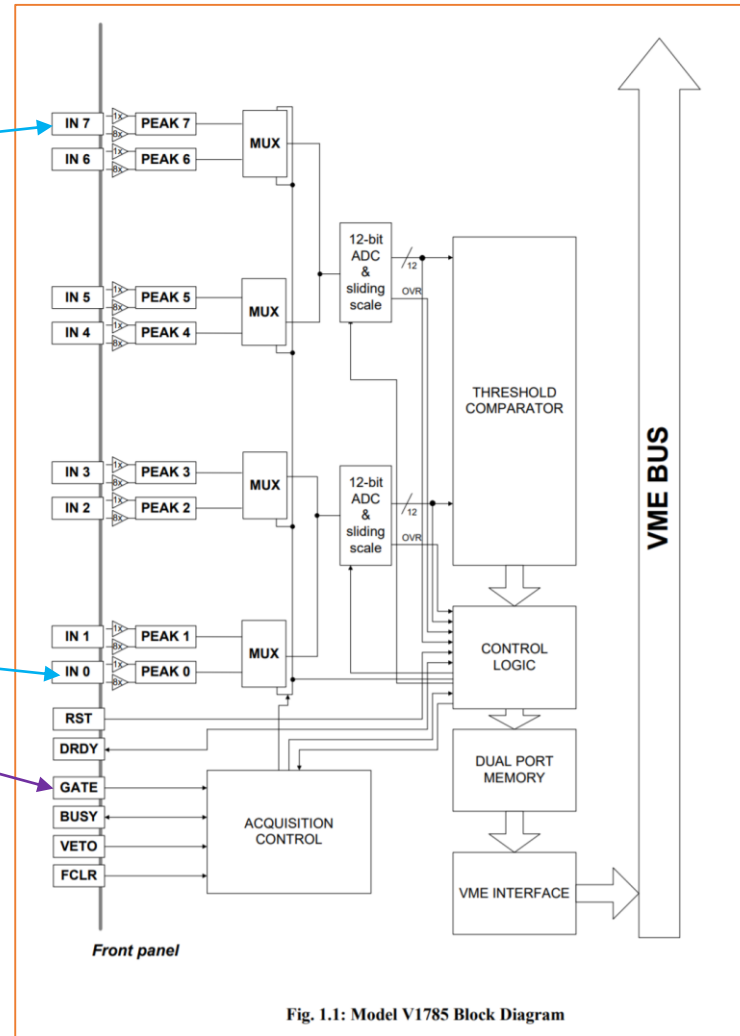 IN 7
1x
8x
PEAK 7
IN 6
1x
8x
PEAK 6
MUX
IN 5
1x
8x
PEAK 5
IN 4
1x
8x
PEAK 4
MUX
12-bit
ADC
&
sliding
scale
12
OVR
IN 3
1x
8x
PEAK 3
IN 2
1x
8x
PEAK 2
MUX
12-bit
ADC
&
sliding
scale
12
OVR
THRESHOLD
COMPARATOR
VME BUS
IN 1
1x
8x
PEAK 1
IN 0
1x
8x
PEAK 0
MUX
CONTROL
LOGIC
RST
DRDY
GATE
BUSY
VETO
FCLR
ACQUISITION
CONTROL
DUAL PORT
MEMORY
VME INTERFACE
Front panel
Fig. 1.1: Model V1785 Block Diagram